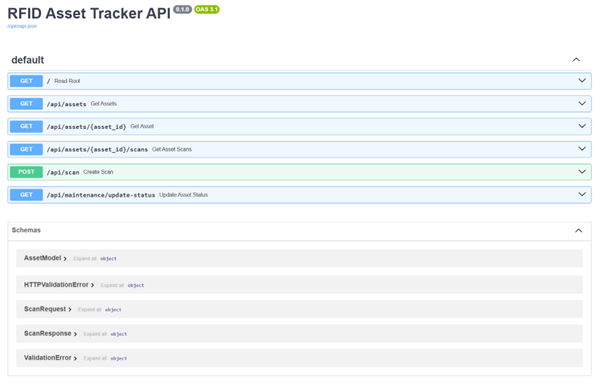 RFID Asset Tracker API 0.1.0 OAS 3.1
/openapi.json
default
GET / Read Root
GET /api/assets Get Assets
GET /api/assets/{asset_id} Get Asset
GET /api/assets/{asset_id}/scans Get Asset Scans
POST /api/scan Create Scan
GET /api/maintenance/update-status Update Asset Status
Schemas
AssetModel Expand all object
HTTPValidationError Expand all object
ScanRequest Expand all object
ScanResponse Expand all object
ValidationError Expand all object